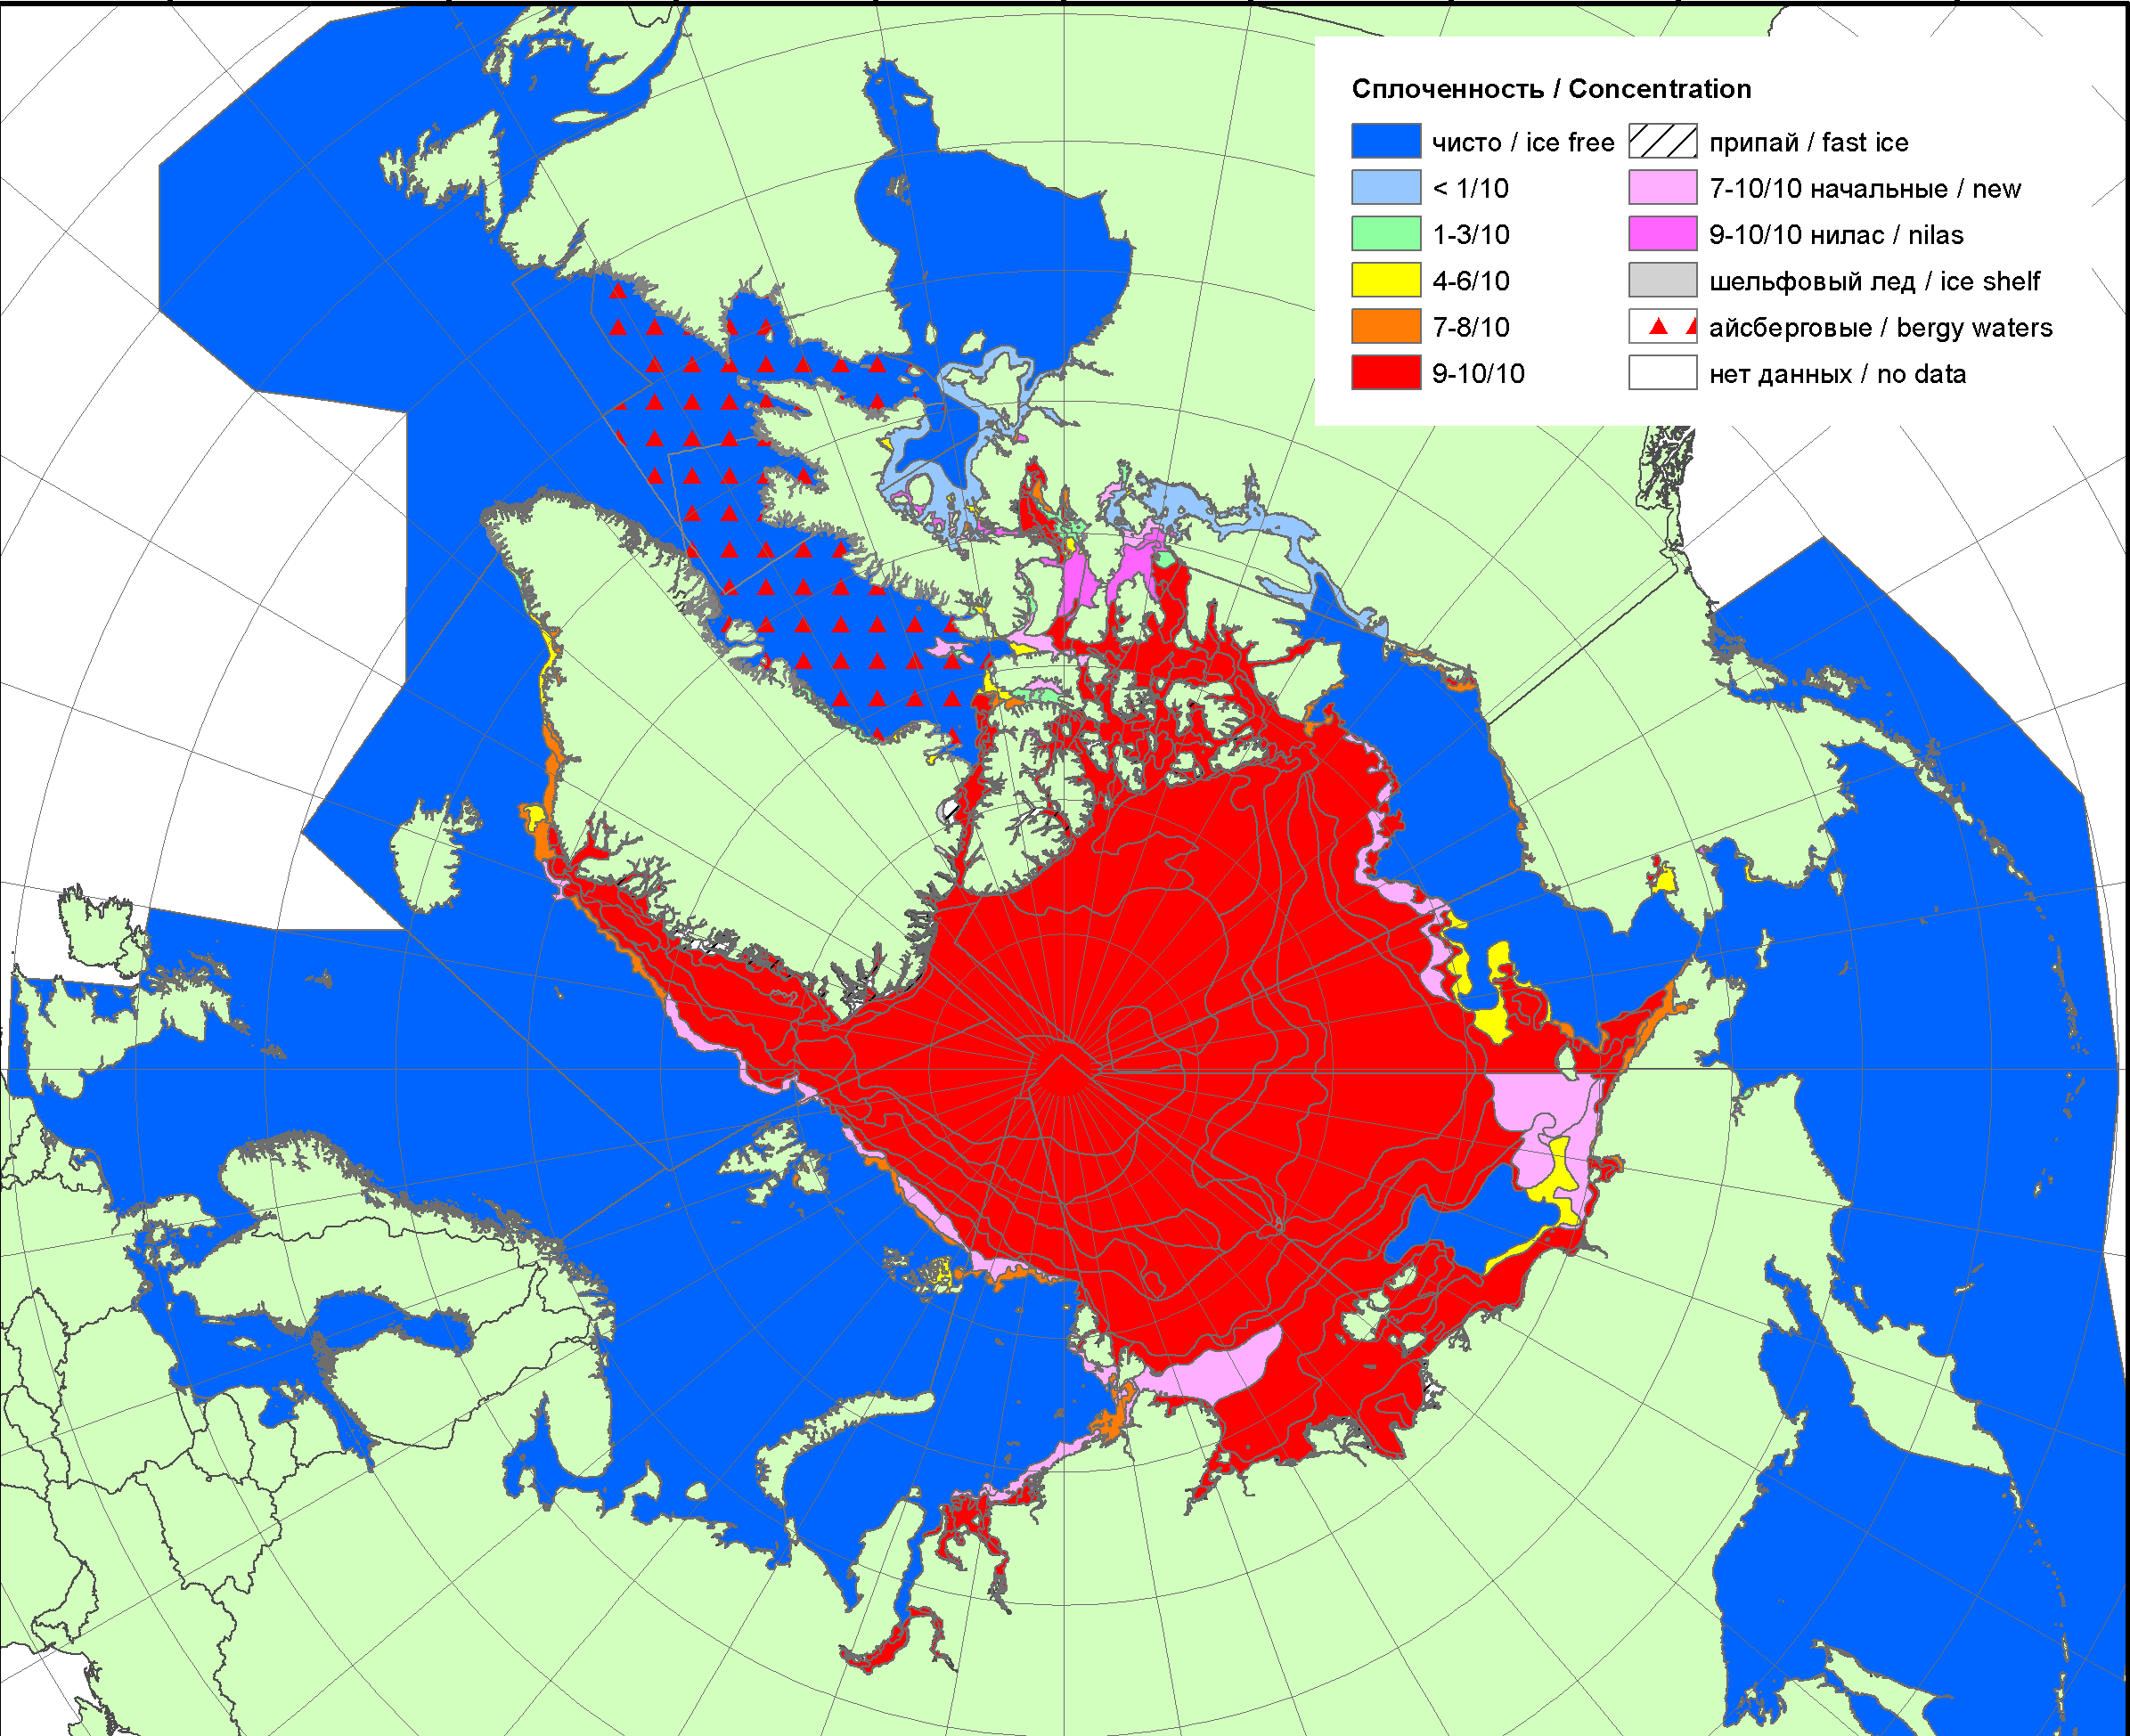 Сплоченность / Concentration
чисто / ice free
< 1/10
1-3/10
4-6/10
7-8/10
9-10/10
припай / fast ice
7-10/10 начальные / new
9-10/10 нилас / nilas
шельфовый лед / ice shelf
айсберговые / bergy waters
нет данных / no data